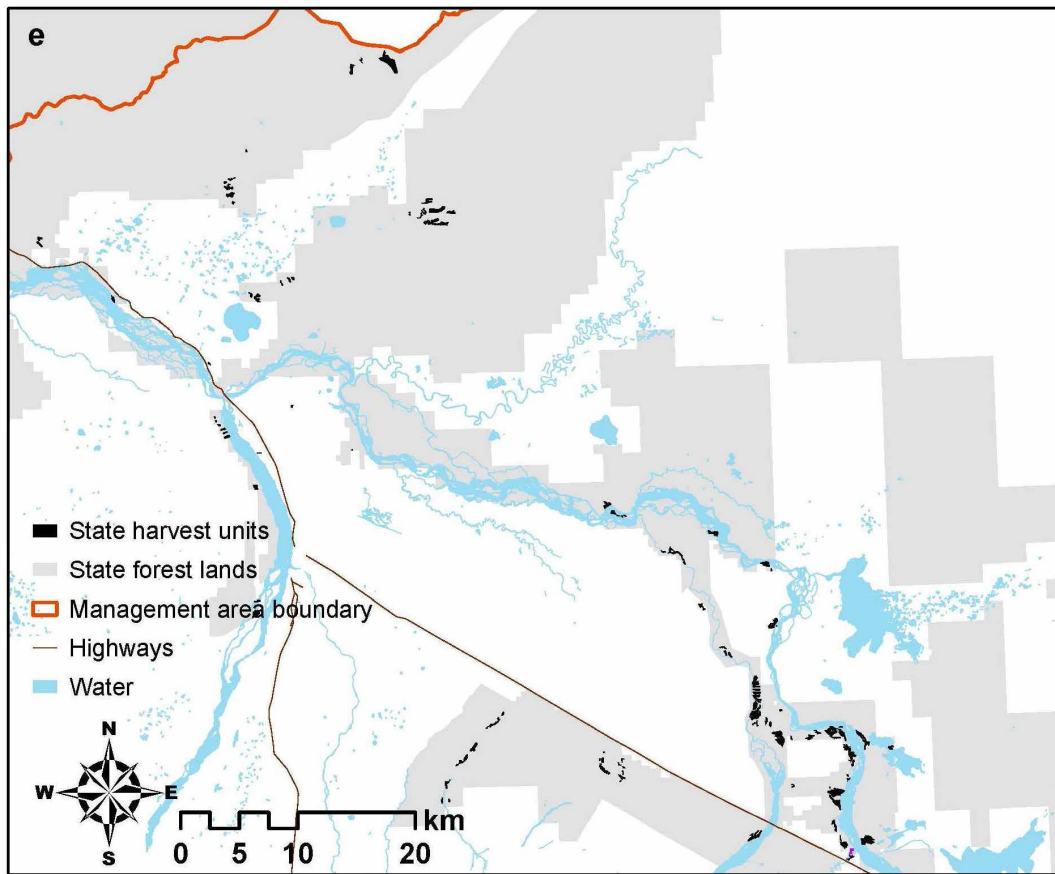 e
State harvest units
State forest lands
Management area boundary
Highways
Water
N
W E
S
km
0 5 10 20